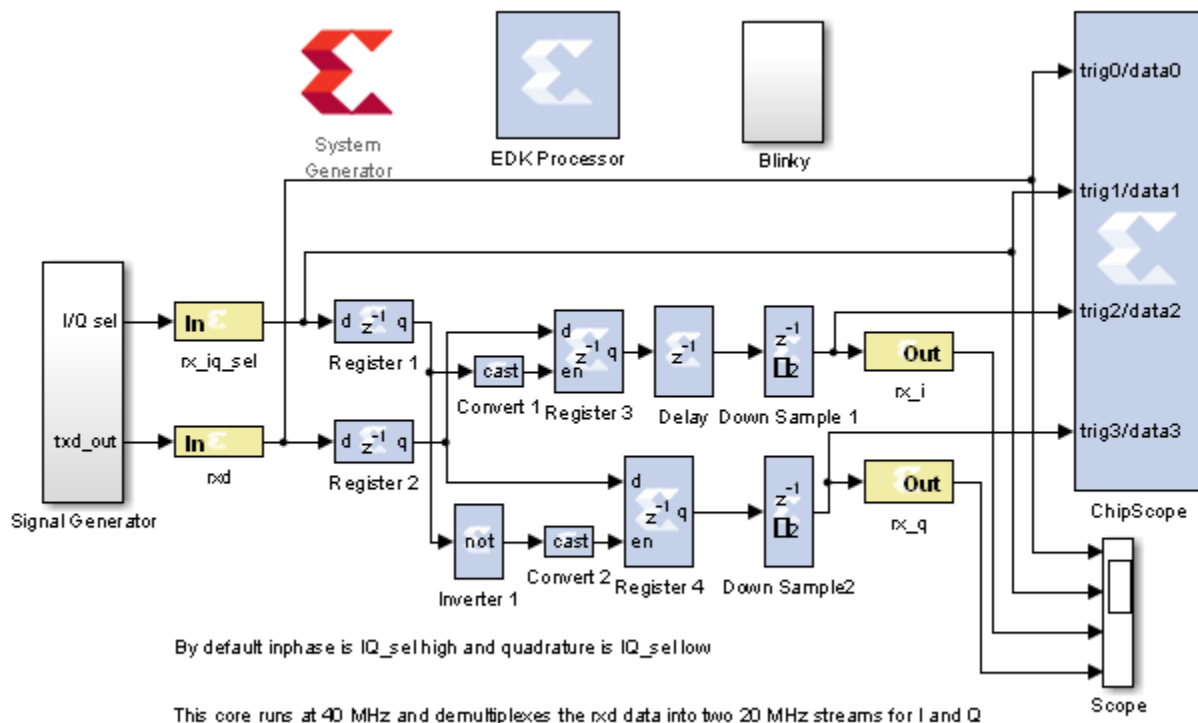 System
Generator
EDK Processor
Blinky
trig0/data0
trig1/data1
trig2/data2
trig3/data3
ChipScope
I/Q sel
txd_out
Signal Generator
In
rx_iq_sel
In
rxd
d z-1 q
Register 1
d z-1 q
Register 2
cast
Convert 1
d
z-1 q
en
Register 3
z-1
Delay
z-1
2
Down Sample 1
Out
rx_i
not
Inverter 1
cast
Convert 2
d
z-1 q
en
Register 4
z-1
2
Down Sample2
Out
rx_q
Scope
By default inphase is IQ_sel high and quadrature is IQ_sel low
This core runs at 40 MHz and demultiplexes the rxd data into two 20 MHz streams for I and Q